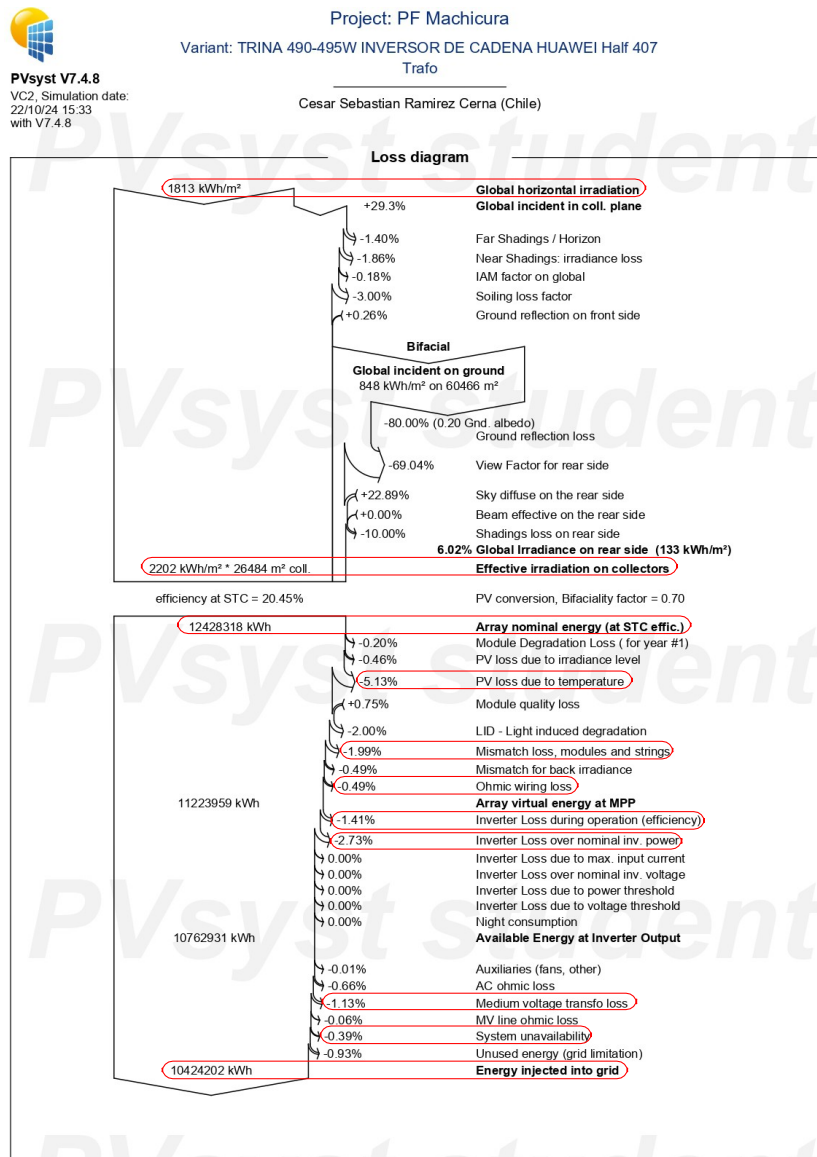 Project: PF Machicura
Variant: TRINA 490-495W INVERSOR DE CADENA HUAWEI Half 407
Trafo
PVsyst V7.4.8
VC2, Simulation date:
22/10/24 15:33
with V7.4.8
Cesar Sebastian Ramirez Cerna (Chile)
PVsyst student
Loss diagram
1813 kWh/m² Global horizontal irradiation
+29.3% Global incident in coll. plane
-1.40% Far Shadings / Horizon
-1.86% Near Shadings: irradiance loss
-0.18% IAM factor on global
-3.00% Soiling loss factor
+0.26% Ground reflection on front side
Bifacial
Global incident on ground
848 kWh/m² on 60466 m²
PVsyst student
-80.00% (0.20 Gnd. albedo)
Ground reflection loss
-69.04% View Factor for rear side
+22.89% Sky diffuse on the rear side
+0.00% Beam effective on the rear side
-10.00% Shadings loss on rear side
6.02% Global Irradiance on rear side (133 kWh/m²)
2202 kWh/m² * 26484 m² coll. Effective irradiation on collectors
efficiency at STC = 20.45% PV conversion, Bifaciality factor = 0.70
12428318 kWh Array nominal energy (at STC effic.)
-0.20% Module Degradation Loss ( for year #1)
-0.46% PV loss due to irradiance level
-5.13% PV loss due to temperature
PVsyst student
+0.75% Module quality loss
-2.00% LID - Light induced degradation
-1.99% Mismatch loss, modules and strings
-0.49% Mismatch for back irradiance
-0.49% Ohmic wiring loss
11223959 kWh Array virtual energy at MPP
-1.41% Inverter Loss during operation (efficiency)
-2.73% Inverter Loss over nominal inv. power
0.00% Inverter Loss due to max. input current
0.00% Inverter Loss over nominal inv. voltage
0.00% Inverter Loss due to power threshold
0.00% Inverter Loss due to voltage threshold
0.00% Night consumption
PVsyst student
10762931 kWh Available Energy at Inverter Output
-0.01% Auxiliaries (fans, other)
-0.66% AC ohmic loss
-1.13% Medium voltage transfo loss
-0.06% MV line ohmic loss
-0.39% System unavailability
-0.93% Unused energy (grid limitation)
10424202 kWh Energy injected into grid
PVsyst student